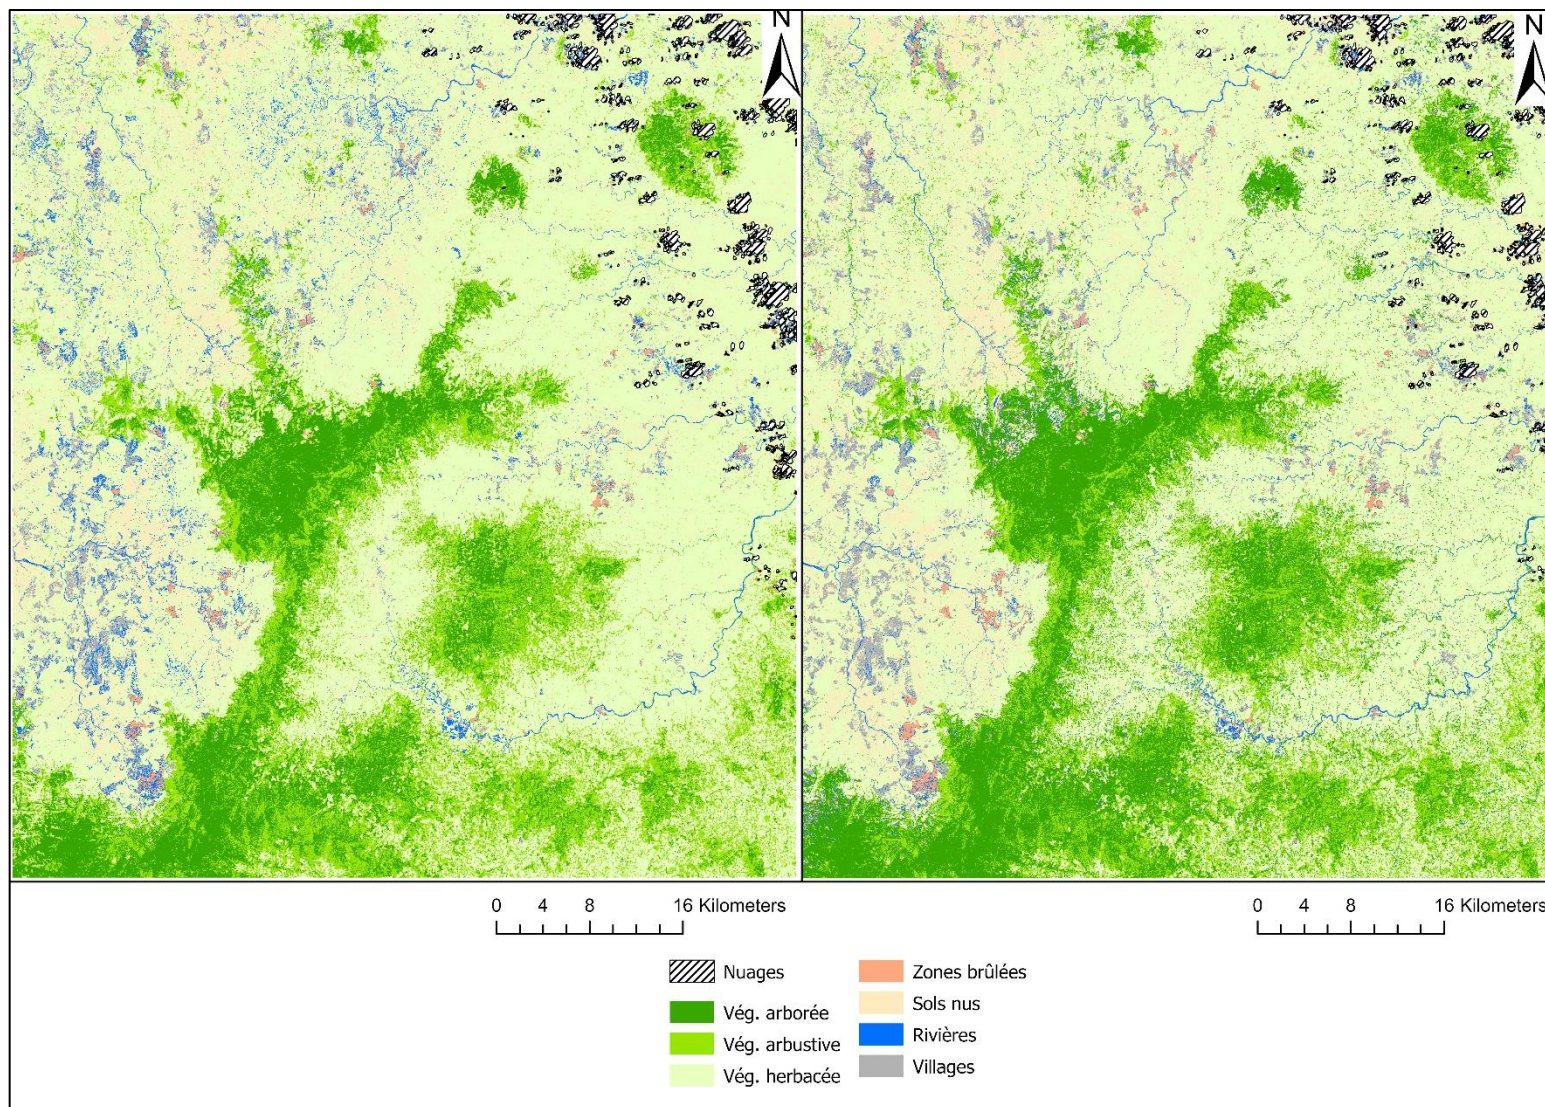 N
N
0 4 8 16 Kilometers
0 4 8 16 Kilometers
Nuages
Vég. arborée
Vég. arbustive
Vég. herbacée
Zones brûlées
Sols nus
Rivières
Villages